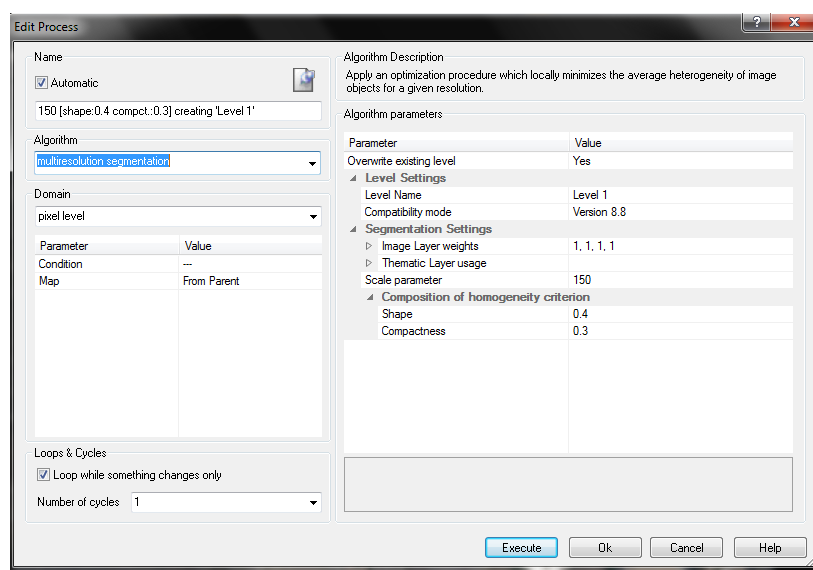 Edit Process
?
X
Name
Automatic
150 [shape:0.4 compct.:0.3] creating 'Level 1'
Algorithm
multiresolution segmentation
Domain
pixel level
Parameter Value
Condition ---
Map From Parent
Loops & Cycles
Loop while something changes only
Number of cycles 1
Algorithm Description
Apply an optimization procedure which locally minimizes the average heterogeneity of image
objects for a given resolution.
Algorithm parameters
Parameter Value
Overwrite existing level Yes
Level Settings
Level Name Level 1
Compatibility mode Version 8.8
Segmentation Settings
Image Layer weights 1, 1, 1, 1
Thematic Layer usage
Scale parameter 150
Composition of homogeneity criterion
Shape 0.4
Compactness 0.3
Execute Ok Cancel Help